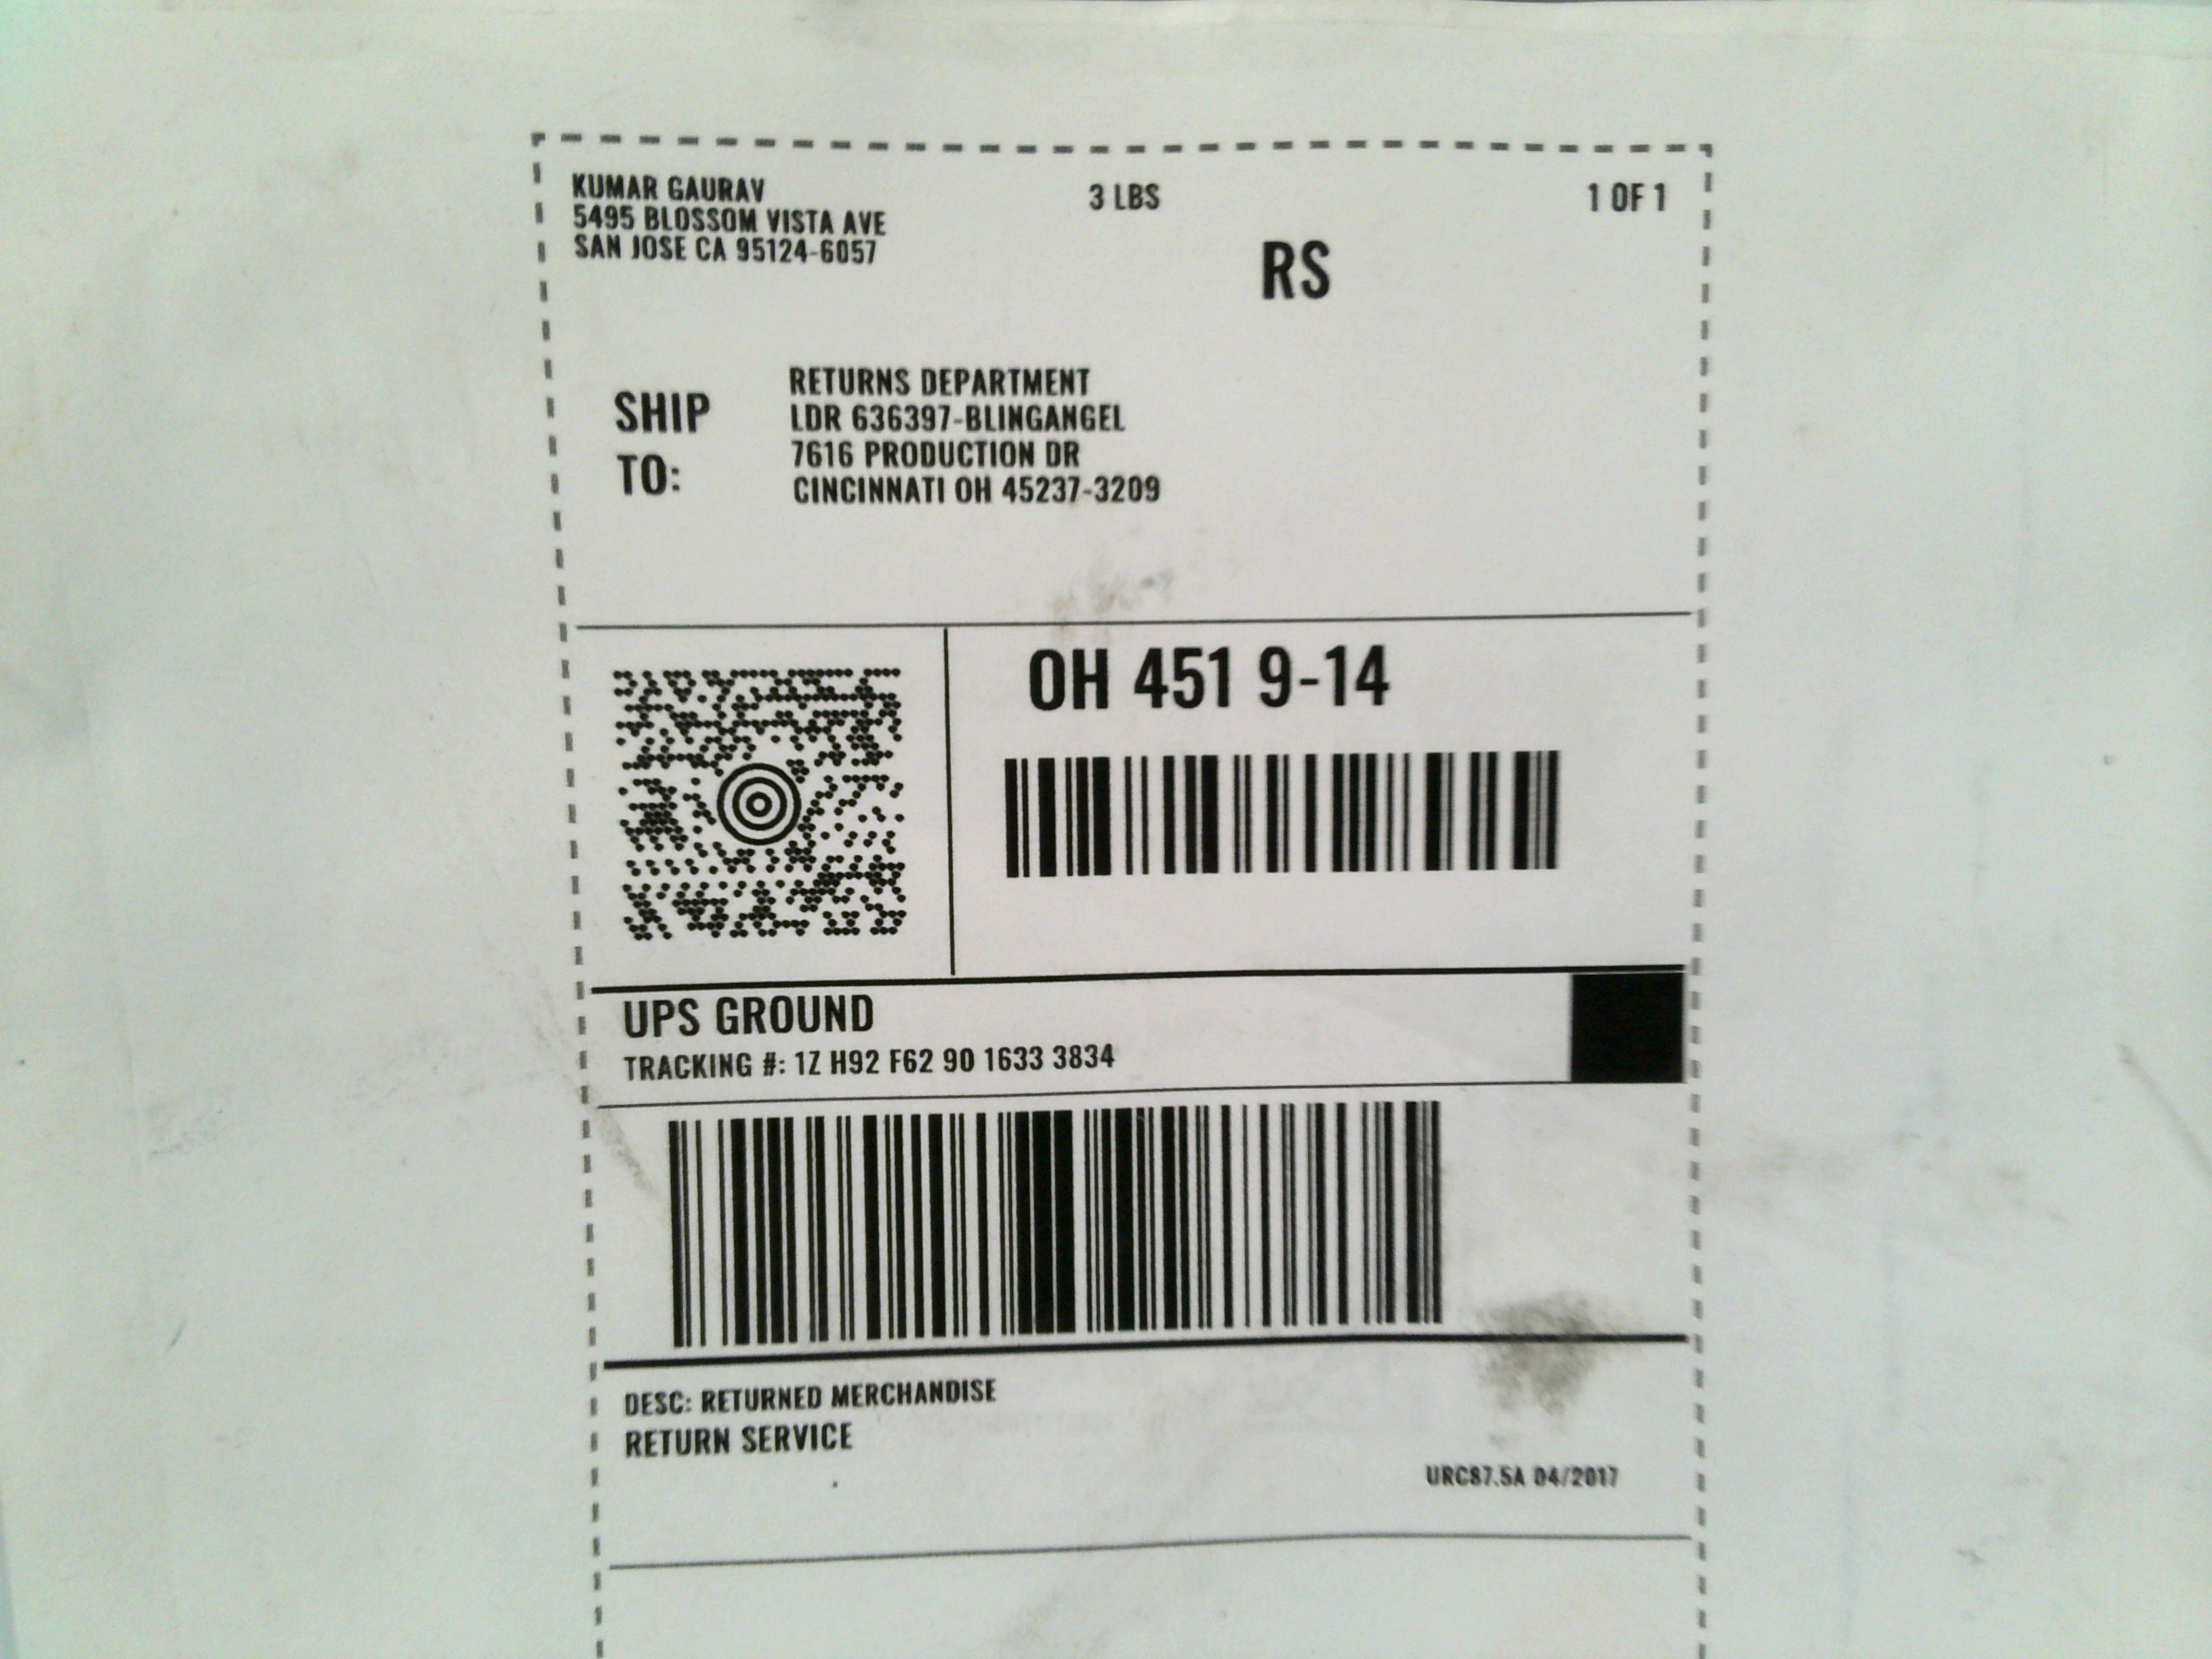 KUMAR GAURAV
5495 BLOSSOM VISTA AVE
SAN JOSE CA 95124-6057
3 LBS
1 OF 1
RS
SHIP
TO:
RETURNS DEPARTMENT
LDR 636397-BLINGANGEL
7616 PRODUCTION DR
CINCINNATI OH 45237-3209
OH 451 9-14
UPS GROUND
TRACKING #: 1Z H92 F62 90 1633 3834
DESC: RETURNED MERCHANDISE
RETURN SERVICE
URC87.5A 04/2017